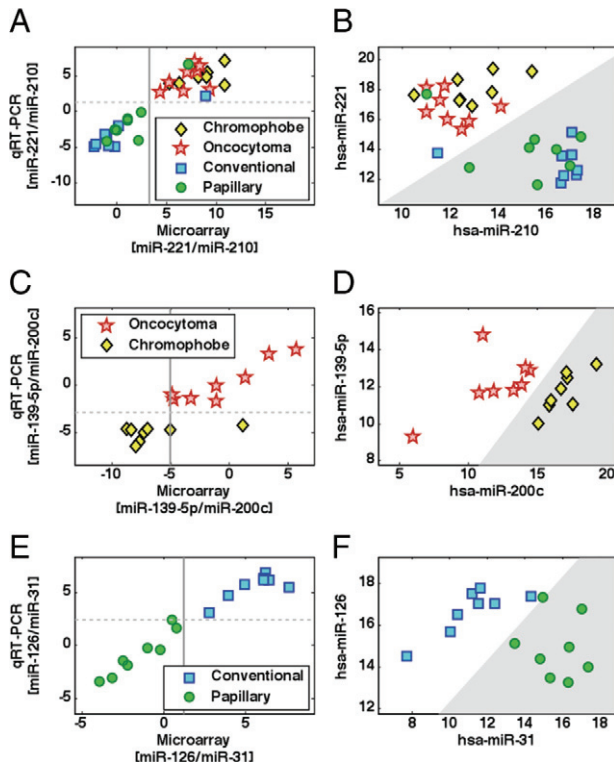 A
qRT-PCR
[miR-221/miR-210]
10
5
0
-5
-10
0
5
10
15
Chromophobe
Oncocytoma
Conventional
Papillary
Microarray
[miR-221/miR-210]
B
hsa-miR-221
20
18
16
14
12
10
12
14
16
18
hsa-miR-210
C
qRT-PCR
[miR-139-5p/miR-200c]
5
0
-5
-10
-5
0
5
Oncocytoma
Chromophobe
Microarray
[miR-139-5p/miR-200c]
D
hsa-miR-139-5p
16
14
12
10
8
5
10
15
20
hsa-miR-200c
E
qRT-PCR
[miR-126/miR-31]
5
0
-5
-5
0
5
Conventional
Papillary
Microarray
[miR-126/miR-31]
F
hsa-miR-126
18
16
14
12
8
10
12
14
16
18
hsa-miR-31